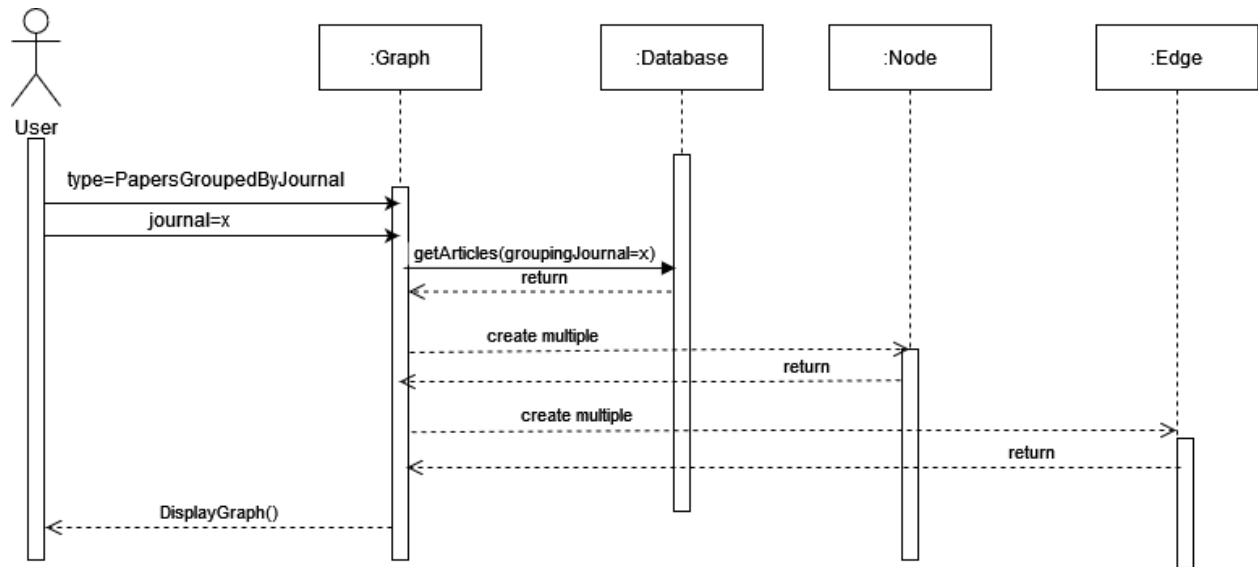 :Graph
:Database
:Node
:Edge
User
type=PapersGroupedByJournal
journal=x
getArticles(groupingJournal=x)
return
create multiple
return
create multiple
return
DisplayGraph()